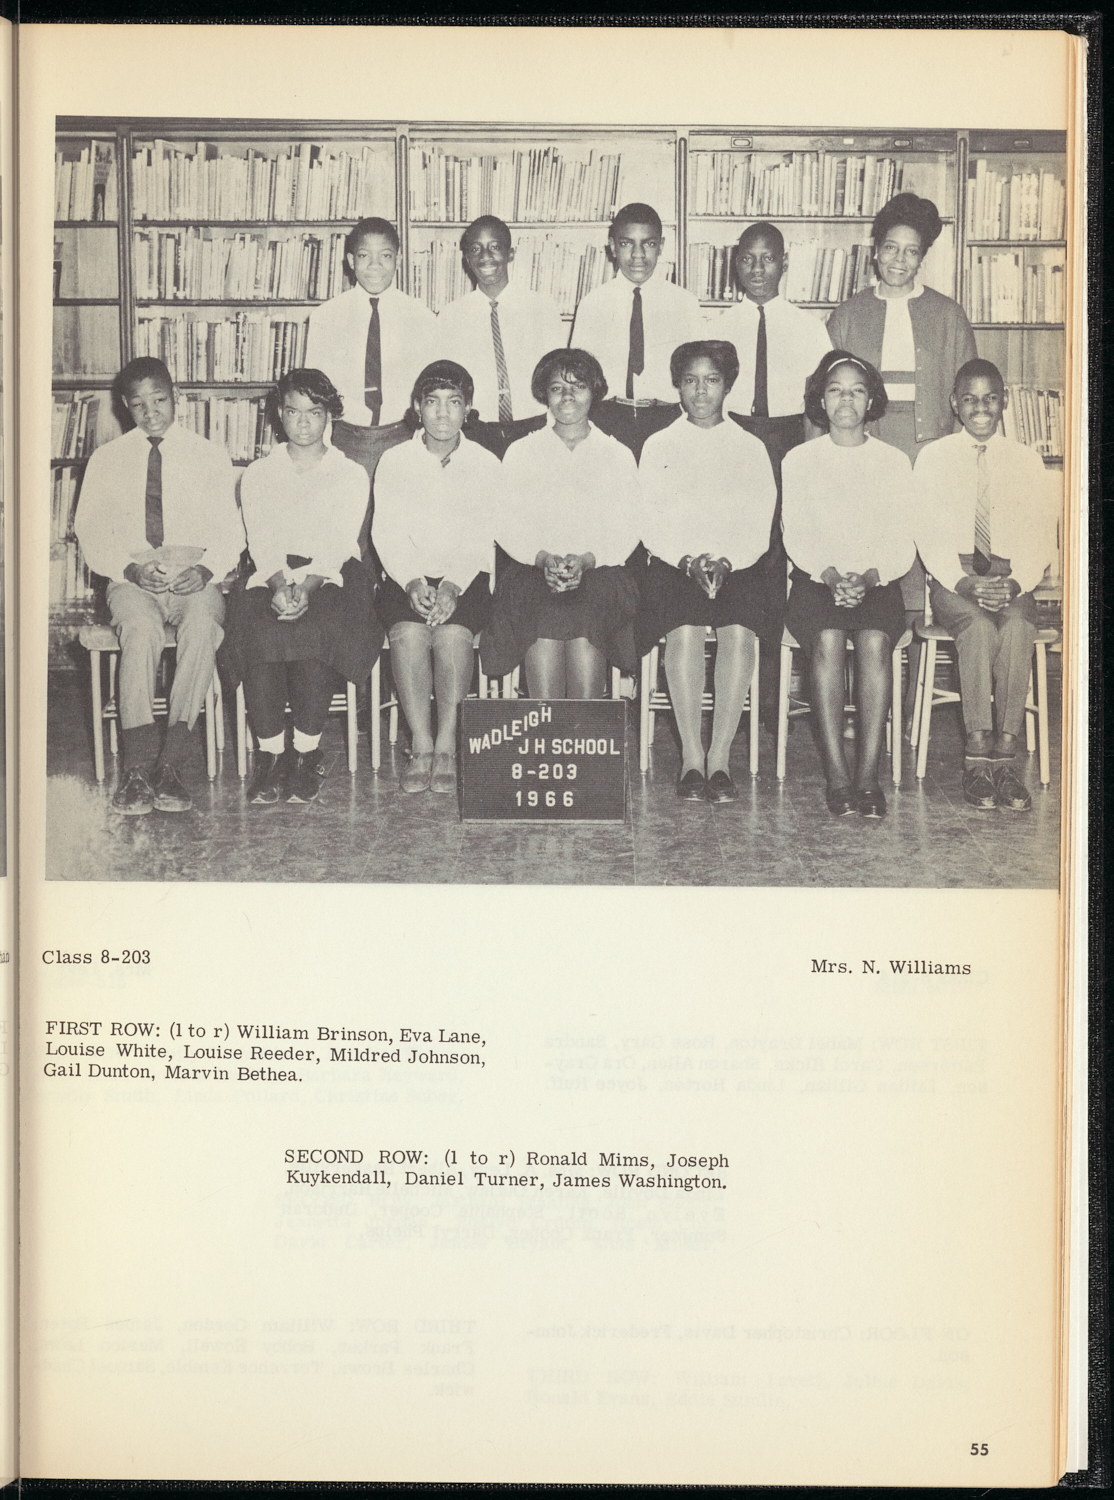 WADLEIGH
J H SCHOOL
8-203
1966
Class 8-203
Mrs. N. Williams
FIRST ROW: (l to r) William Brinson, Eva Lane,
Louise White, Louise Reeder, Mildred Johnson,
Gail Dunton, Marvin Bethea.
SECOND ROW: (l to r) Ronald Mims, Joseph
Kuykendall, Daniel Turner, James Washington.
55